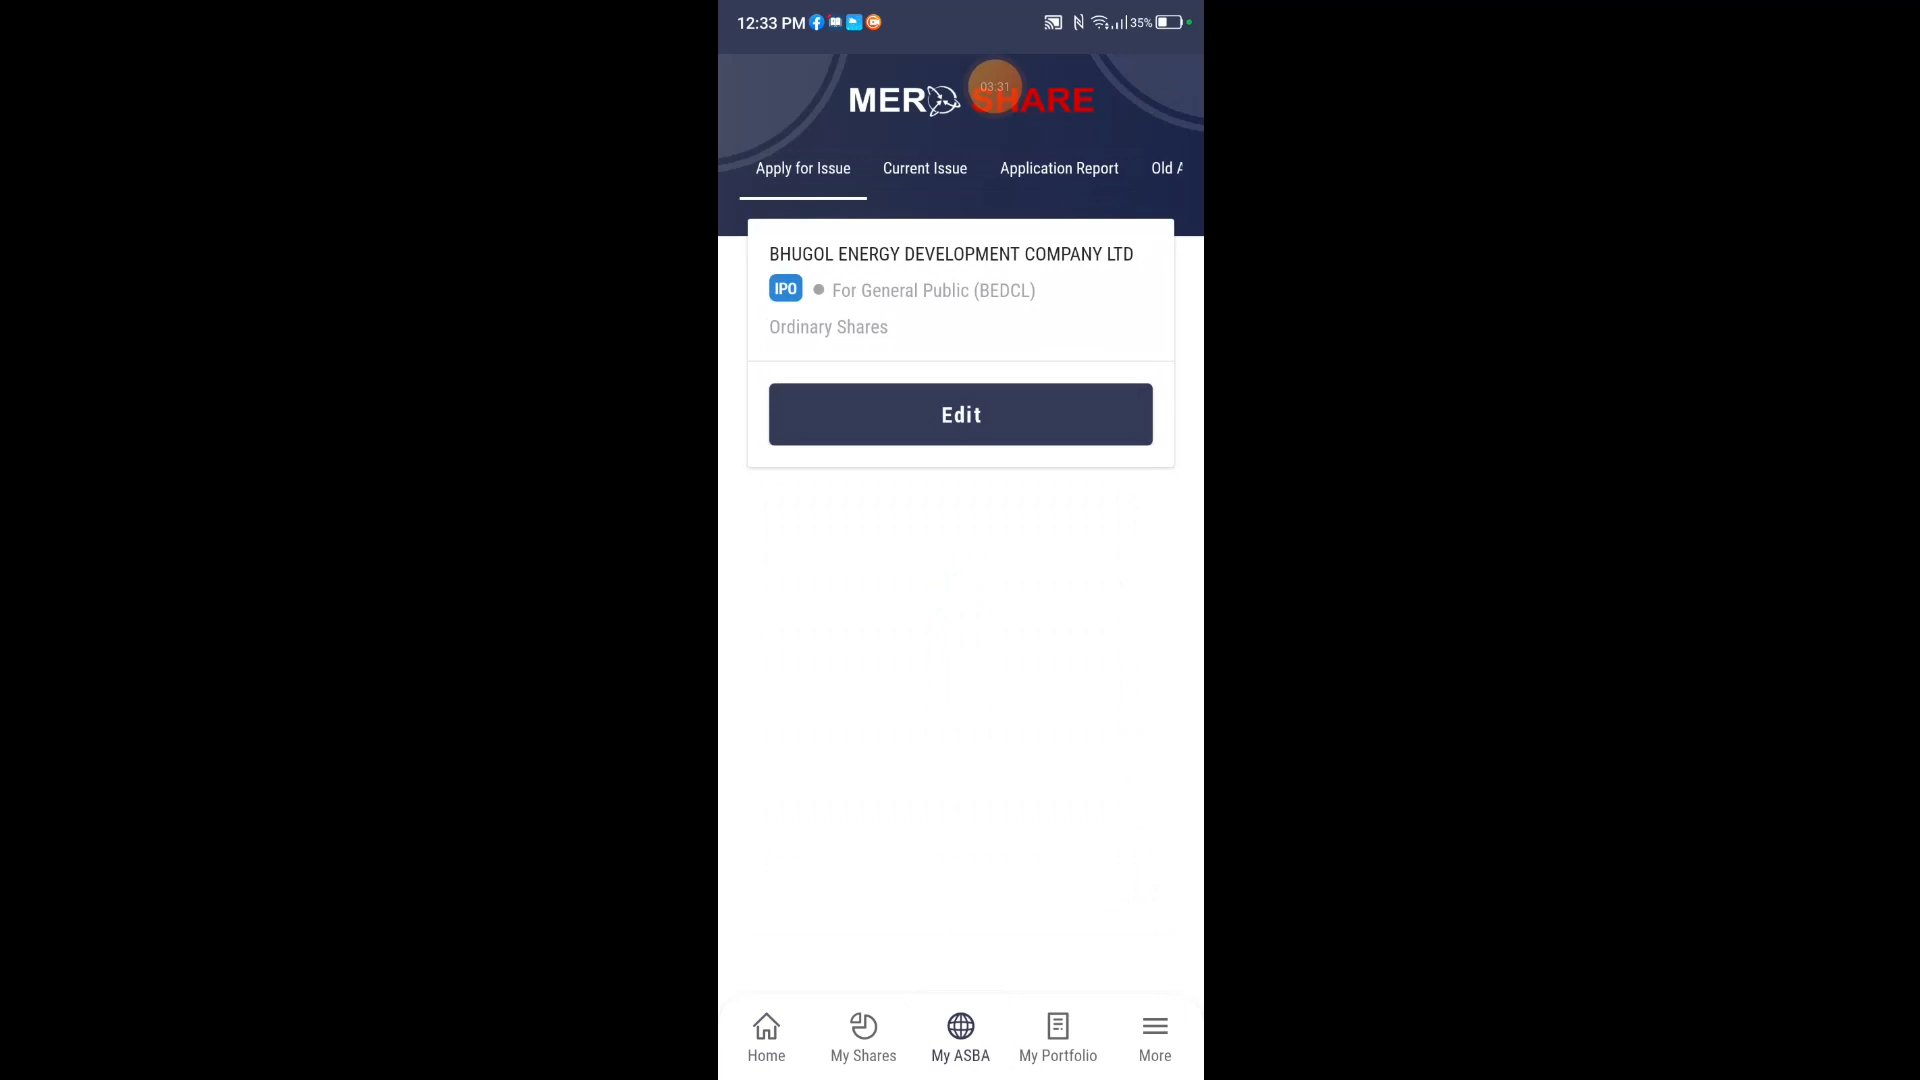 12:33 PM
35%
MERO SHARE
03:31
Apply for Issue
Current Issue
Application Report
Old A
BHUGOL ENERGY DEVELOPMENT COMPANY LTD
IPO
For General Public (BEDCL)
Ordinary Shares
Edit
Home
My Shares
My ASBA
My Portfolio
More